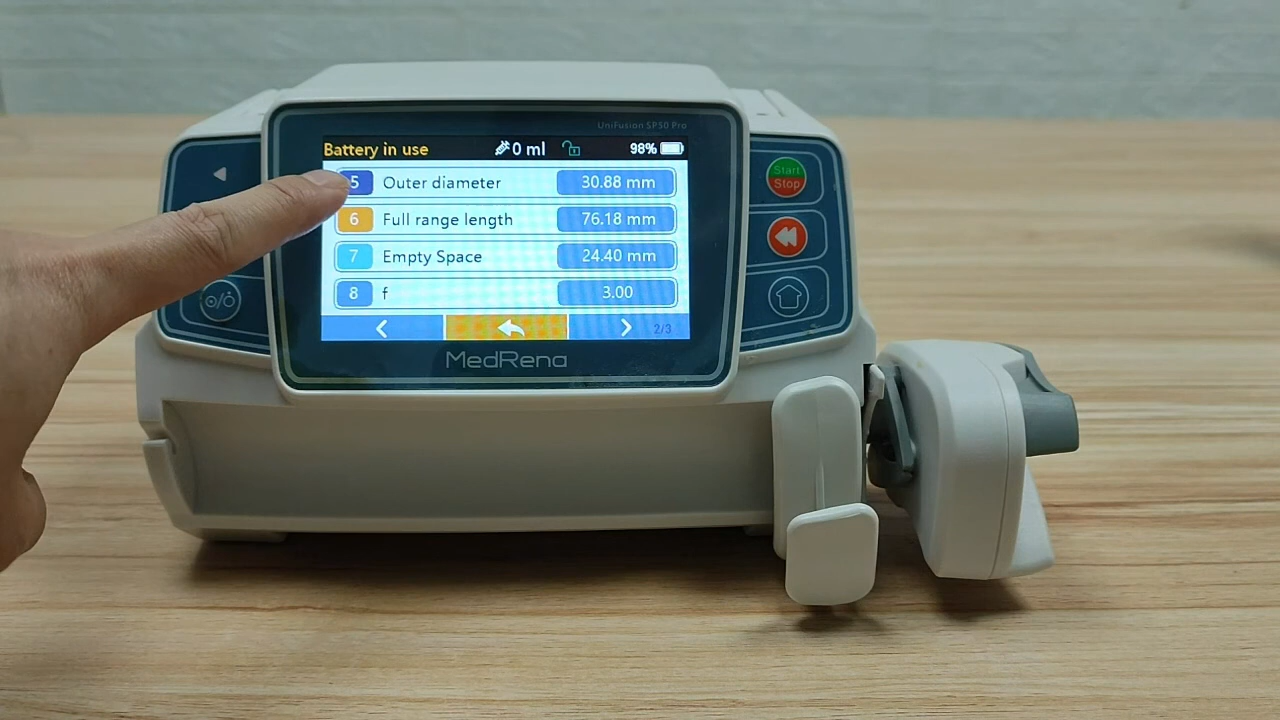 UniFusion SP50 Pro
Battery in use 0 ml 98%
5 Outer diameter 30.88 mm
6 Full range length 76.18 mm
7 Empty Space 24.40 mm
8 f 3.00
2/3
MedRena
Start
Stop